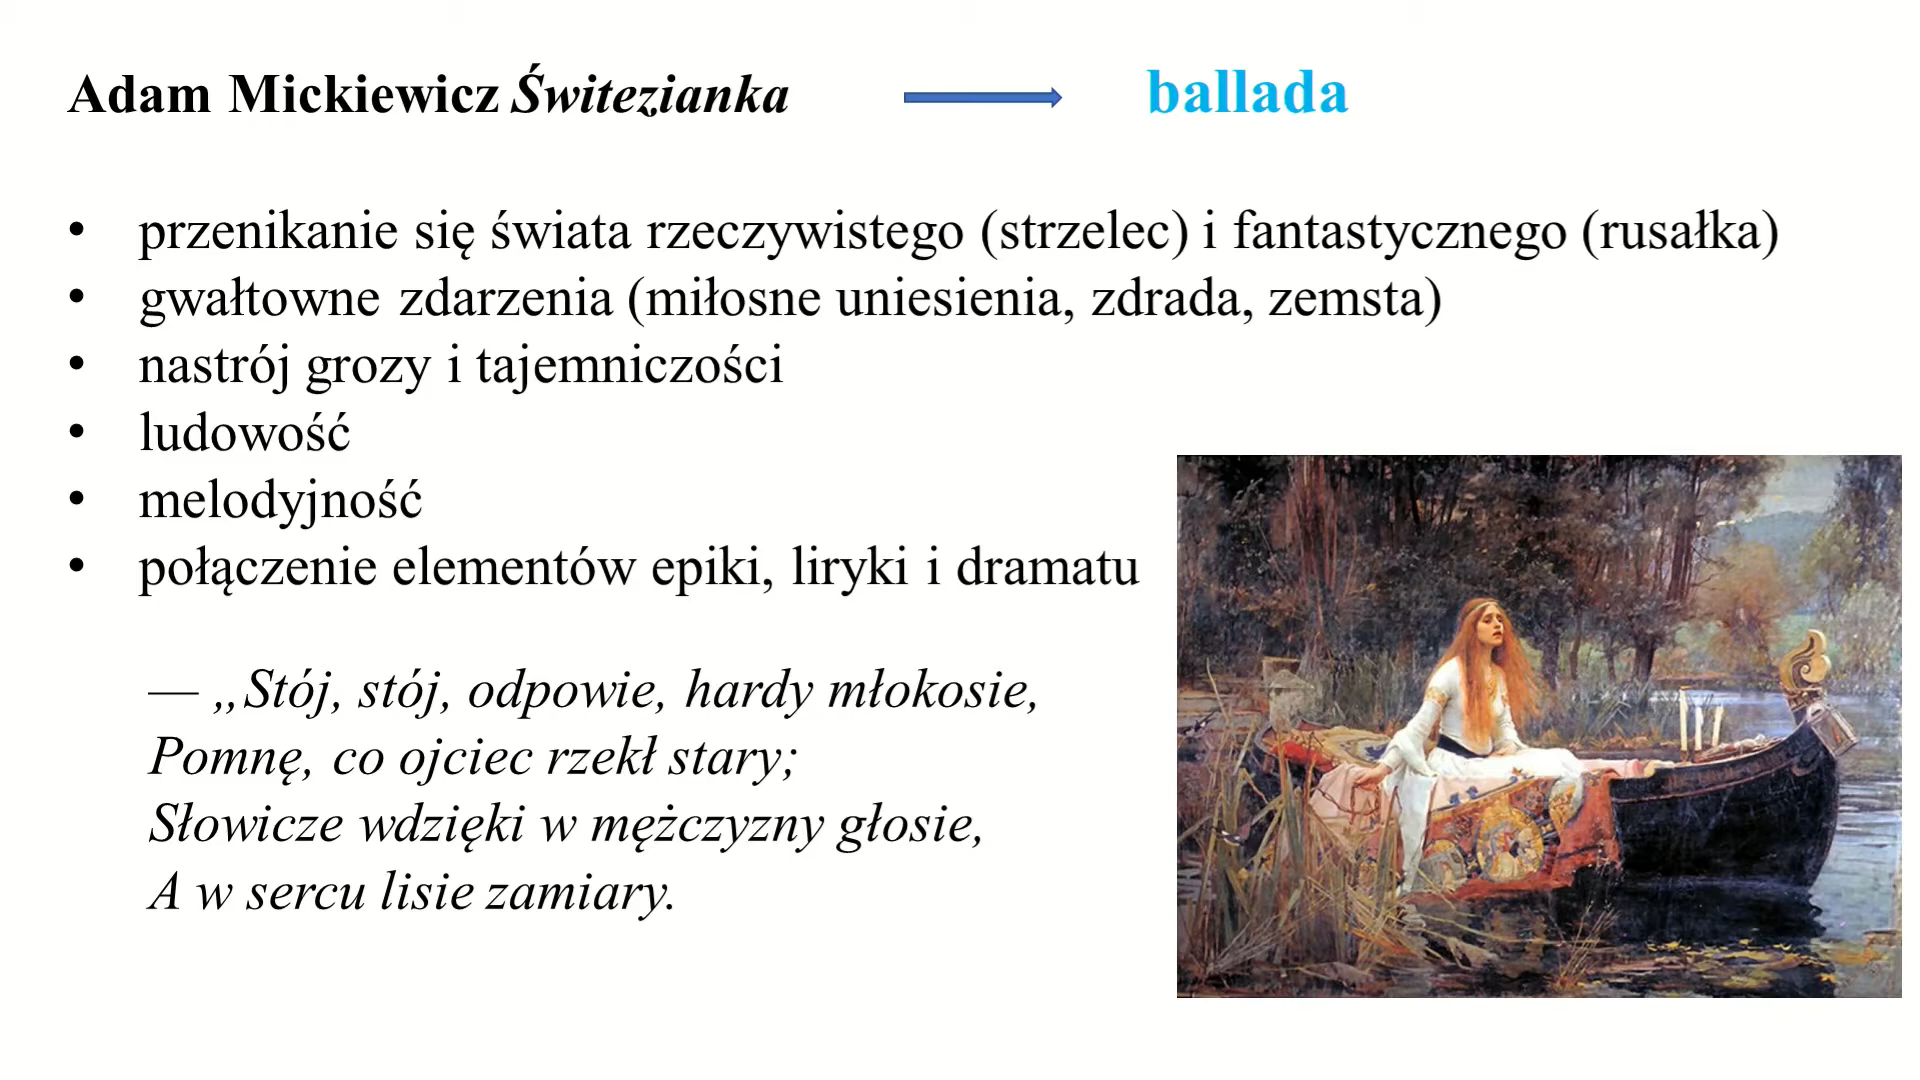 Adam Mickiewicz Świtezianka ballada
• przenikanie się świata rzeczywistego (strzelec) i fantastycznego (rusałka)
• gwałtowne zdarzenia (miłosne uniesienia, zdrada, zemsta)
• nastrój grozy i tajemniczości
• ludowość
• melodyjność
• połączenie elementów epiki, liryki i dramatu
— „Stój, stój, odpowie, hardy młokosie,
Pomnę, co ojciec rzekł stary;
Słowicze wdzięki w mężczyzny głosie,
A w sercu lisie zamiary.